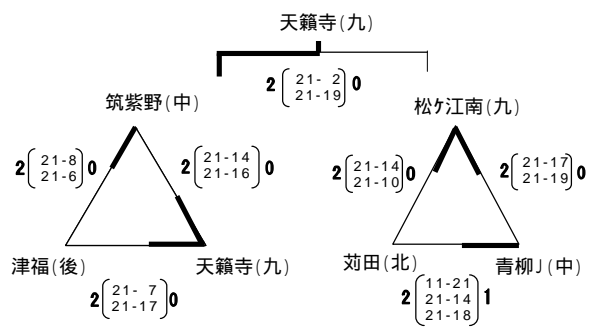 天籟寺(九)
2 21- 2 0
21-19
筑紫野(中)
松ケ江南(九)
2 21-8 0
21-6
2 21-14 0
21-16
2 21-14 0
21-10
2 21-17 0
21-19
津福(後)
天籟寺(九)
苅田(北)
青柳J(中)
2 21- 7 0
21-17
2 11-21 1
21-14
21-18